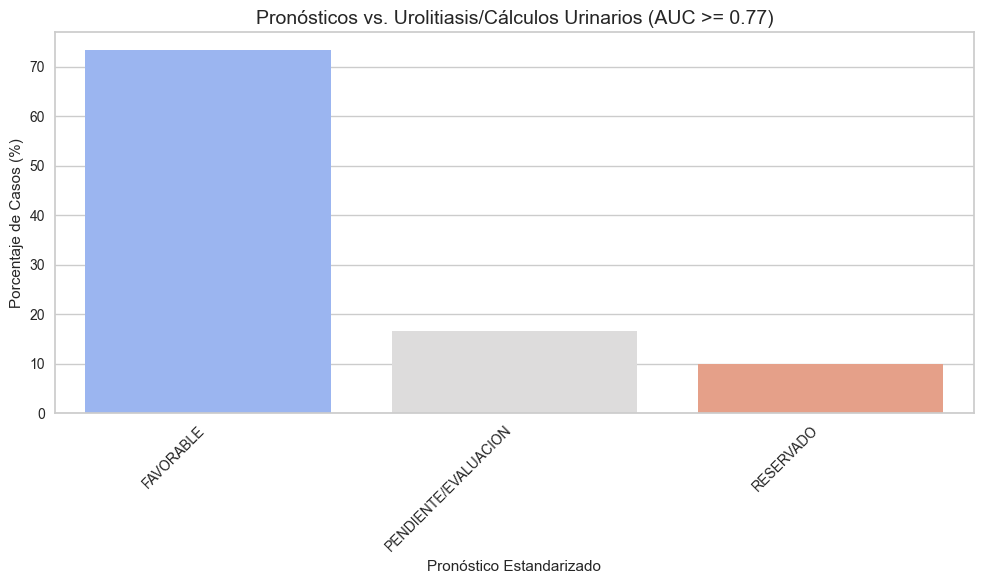 Pronósticos vs. Urolitiasis/Cálculos Urinarios (AUC >= 0.77)
Porcentaje de Casos (%)
70
60
50
40
30
20
10
0
FAVORABLE
PENDIENTE/EVALUACION
RESERVADO
Pronóstico Estandarizado